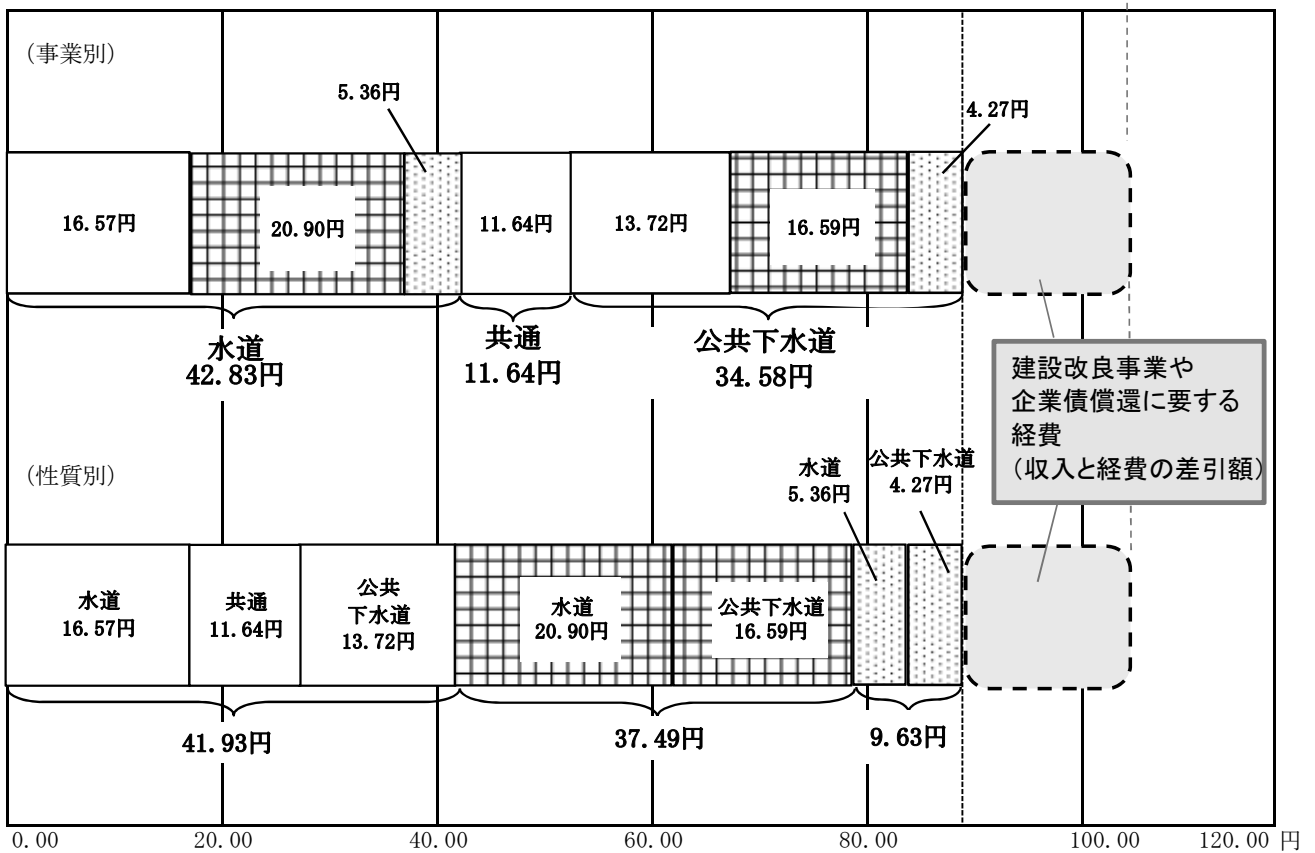 （事業別）
5.36円
4.27円
16.57円
20.90円
11.64円
13.72円
16.59円
水道
42.83円
共通
11.64円
公共下水道
34.58円
建設改良事業や
企業債償還に要する
経費
（収入と経費の差引額）
（性質別）
水道
5.36円
公共下水道
4.27円
水道
16.57円
共通
11.64円
公共
下水道
13.72円
水道
20.90円
公共下水道
16.59円
41.93円
37.49円
9.63円
0.00 20.00 40.00 60.00 80.00 100.00 120.00 円